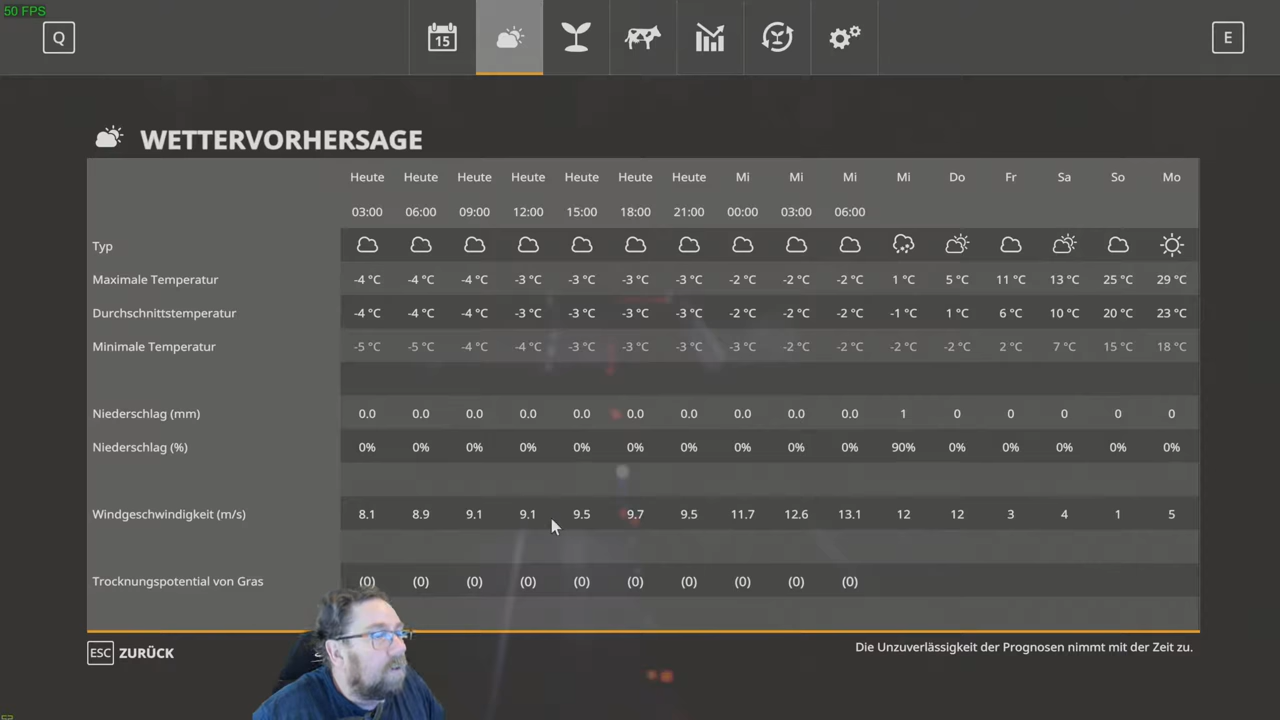 50 FPS
Q
15
E
WETTERVORHERSAGE
Heute Heute Heute Heute Heute Heute Heute Mi Mi Mi Mi Do Fr Sa So Mo
03:00 06:00 09:00 12:00 15:00 18:00 21:00 00:00 03:00 06:00
Typ
Maximale Temperatur -4 °C -4 °C -4 °C -3 °C -3 °C -3 °C -3 °C -2 °C -2 °C -2 °C 1 °C 5 °C 11 °C 13 °C 25 °C 29 °C
Durchschnittstemperatur -4 °C -4 °C -4 °C -3 °C -3 °C -3 °C -3 °C -2 °C -2 °C -2 °C -1 °C 1 °C 6 °C 10 °C 20 °C 23 °C
Minimale Temperatur -5 °C -5 °C -4 °C -4 °C -3 °C -3 °C -3 °C -3 °C -2 °C -2 °C -2 °C -2 °C 2 °C 7 °C 15 °C 18 °C
Niederschlag (mm) 0.0 0.0 0.0 0.0 0.0 0.0 0.0 0.0 0.0 0.0 1 0 0 0 0 0
Niederschlag (%) 0% 0% 0% 0% 0% 0% 0% 0% 0% 0% 90% 0% 0% 0% 0% 0%
Windgeschwindigkeit (m/s) 8.1 8.9 9.1 9.1 9.5 9.7 9.5 11.7 12.6 13.1 12 12 3 4 1 5
Trocknungspotential von Gras (0) (0) (0) (0) (0) (0) (0) (0) (0) (0)
ESC ZURÜCK
Die Unzuverlässigkeit der Prognosen nimmt mit der Zeit zu.